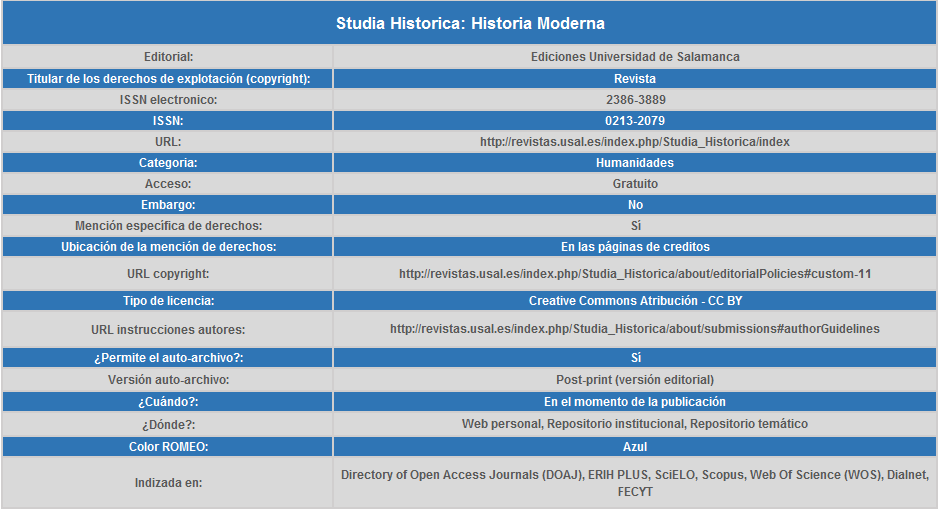 Studia Historica: Historia Moderna
Editorial: Ediciones Universidad de Salamanca
Titular de los derechos de explotación (copyright): Revista
ISSN electronico: 2386-3889
ISSN: 0213-2079
URL: http://revistas.usal.es/index.php/Studia_Historica/index
Categoria: Humanidades
Acceso: Gratuito
Embargo: No
Mención específica de derechos: Sí
Ubicación de la mención de derechos: En las páginas de creditos
URL copyright: http://revistas.usal.es/index.php/Studia_Historica/about/editorialPolicies#custom-11
Tipo de licencia: Creative Commons Atribución - CC BY
URL instrucciones autores: http://revistas.usal.es/index.php/Studia_Historica/about/submissions#authorGuidelines
¿Permite el auto-archivo?: Sí
Versión auto-archivo: Post-print (versión editorial)
¿Cuándo?: En el momento de la publicación
¿Dónde?: Web personal, Repositorio institucional, Repositorio temático
Color ROMEO: Azul
Indizada en: Directory of Open Access Journals (DOAJ), ERIH PLUS, SciELO, Scopus, Web Of Science (WOS), Dialnet,
FECYT